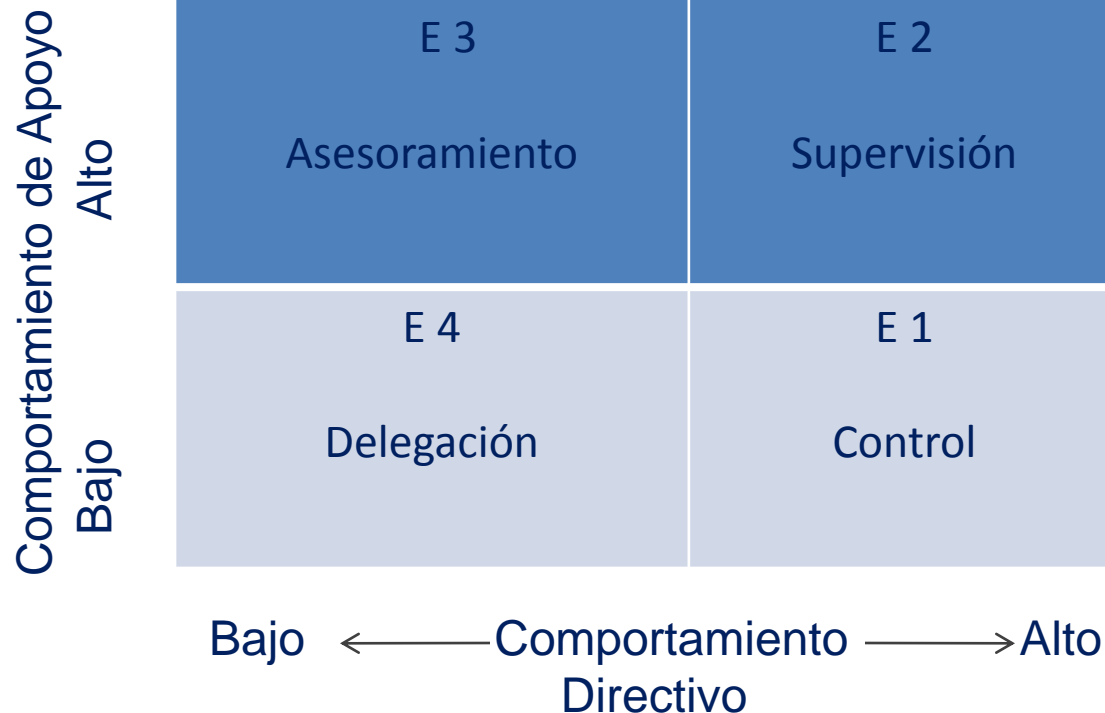 Comportamiento de Apoyo
Alto
Bajo
E 3
Asesoramiento
E 2
Supervisión
E 4
Delegación
E 1
Control
Bajo
Comportamiento
Directivo
Alto